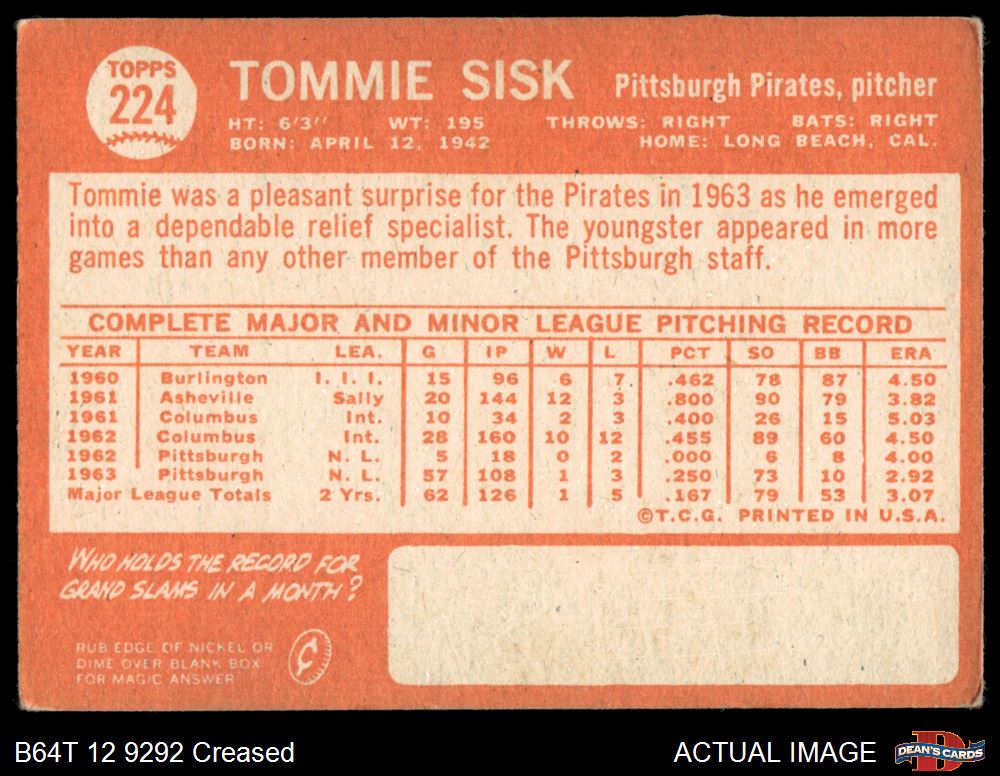 TOPPS
224
TOMMIE SISK Pittsburgh Pirates, pitcher
HT: 6'3" WT: 195 THROWS: RIGHT BATS: RIGHT
BORN: APRIL 12, 1942 HOME: LONG BEACH, CAL.
Tommie was a pleasant surprise for the Pirates in 1963 as he emerged
into a dependable relief specialist. The youngster appeared in more
games than any other member of the Pittsburgh staff.
COMPLETE MAJOR AND MINOR LEAGUE PITCHING RECORD
YEAR TEAM LEA. G IP W L PCT SO BB ERA
1960 Burlington I. I. I. 15 96 6 7 .462 78 87 4.50
1961 Asheville Sally 20 144 12 3 .800 90 79 3.82
1961 Columbus Int. 10 34 2 3 .400 26 15 5.03
1962 Columbus Int. 28 160 10 12 .455 89 60 4.50
1962 Pittsburgh N. L. 5 18 0 2 .000 6 8 4.00
1963 Pittsburgh N. L. 57 108 1 3 .250 73 10 2.92
Major League Totals 2 Yrs. 62 126 1 5 .167 79 53 3.07
©T.C.G. PRINTED IN U.S.A.
WHO HOLDS THE RECORD FOR
GRAND SLAMS IN A MONTH?
RUB EDGE OF NICKEL OR
DIME OVER BLANK BOX
FOR MAGIC ANSWER
B64T 12 9292 Creased ACTUAL IMAGE DEAN'S CARDS